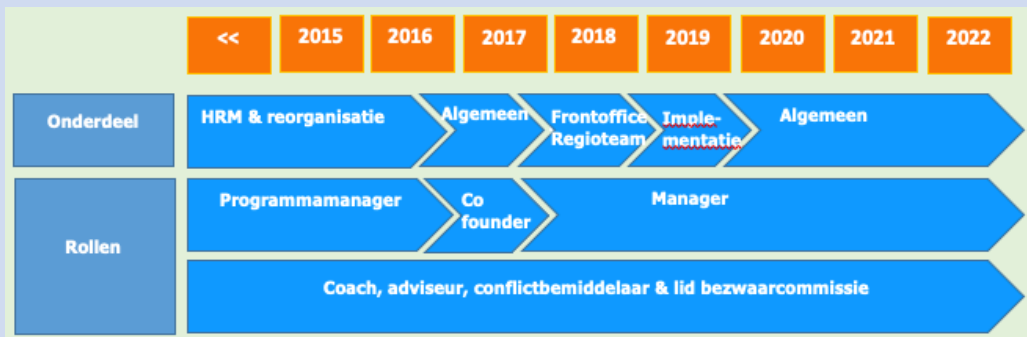 << 2015 2016 2017 2018 2019 2020 2021 2022
Onderdeel
HRM & reorganisatie
Algemeen
Frontoffice
Regioteam
Imple-
mentatie
Algemeen
Rollen
Programmamanager
Co
founder
Manager
Coach, adviseur, conflictbemiddelaar & lid bezwaarcommissie